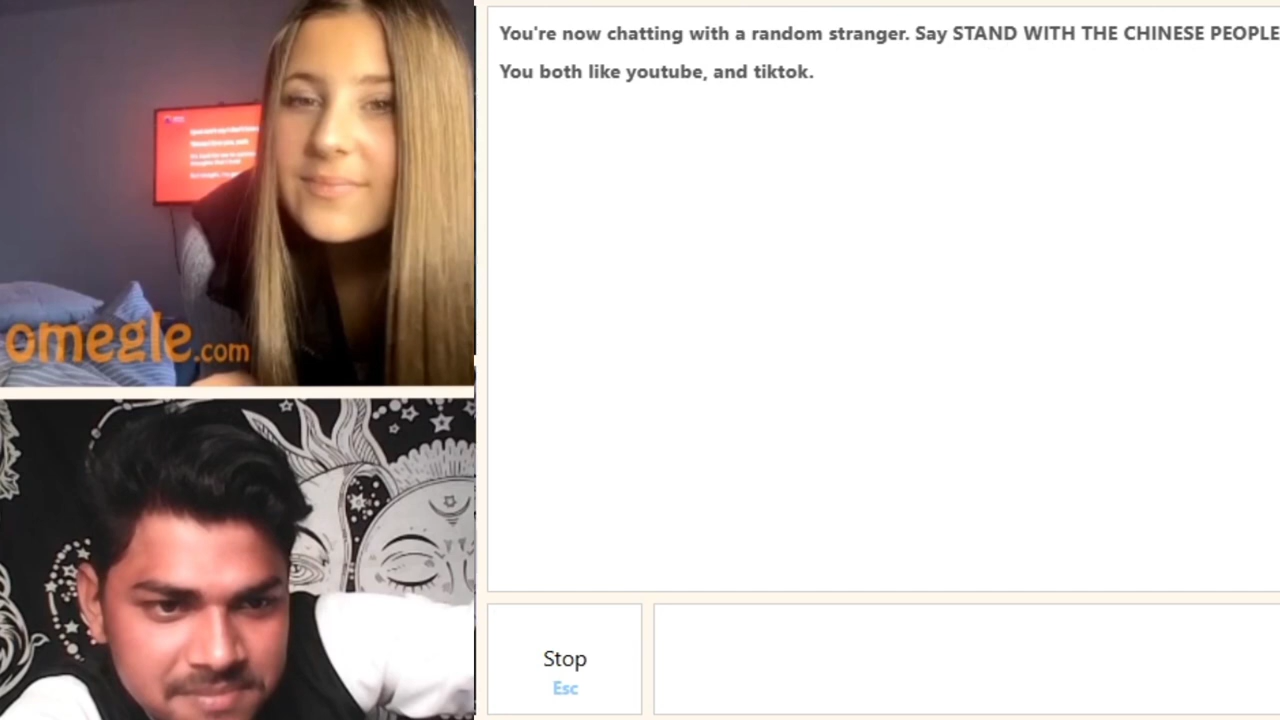 You're now chatting with a random stranger. Say STAND WITH THE CHINESE PEOPLE
You both like youtube, and tiktok.
omegle.com
Stop
Esc